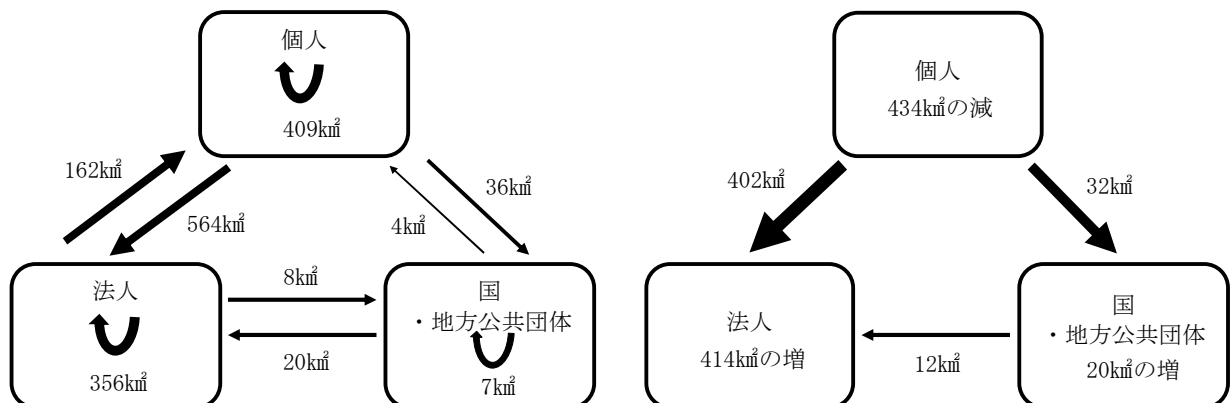 個人
409㎢
162㎢
564㎢
36㎢
4㎢
法人
356㎢
8㎢
20㎢
国
・地方公共団体
7㎢
個人
434㎢の減
402㎢
32㎢
法人
414㎢の増
12㎢
国
・地方公共団体
20㎢の増